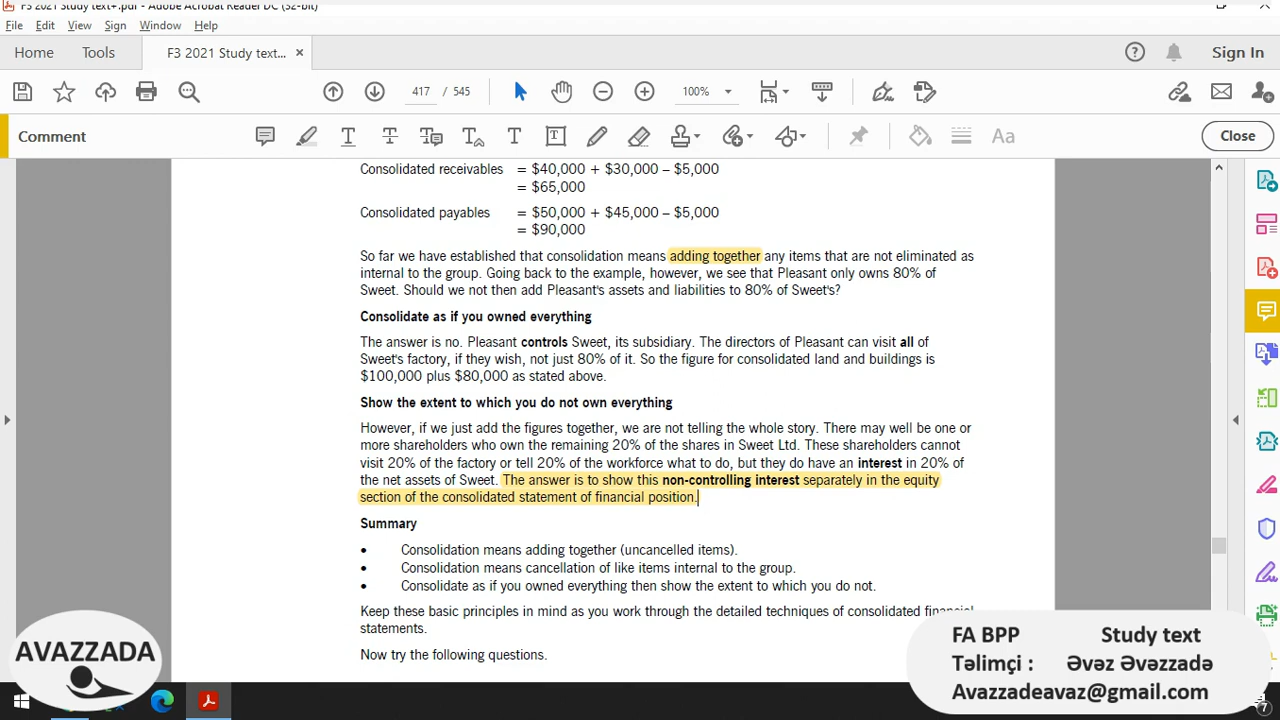 F3 2021 Study text+.pdf - Adobe Acrobat Reader DC (32-bit)
File Edit View Sign Window Help
Home Tools F3 2021 Study text... × Sign In
417 / 545 100%
Comment Close
Consolidated receivables = $40,000 + $30,000 – $5,000
= $65,000
Consolidated payables = $50,000 + $45,000 – $5,000
= $90,000
So far we have established that consolidation means adding together any items that are not eliminated as
internal to the group. Going back to the example, however, we see that Pleasant only owns 80% of
Sweet. Should we not then add Pleasant's assets and liabilities to 80% of Sweet's?
Consolidate as if you owned everything
The answer is no. Pleasant controls Sweet, its subsidiary. The directors of Pleasant can visit all of
Sweet's factory, if they wish, not just 80% of it. So the figure for consolidated land and buildings is
$100,000 plus $80,000 as stated above.
Show the extent to which you do not own everything
However, if we just add the figures together, we are not telling the whole story. There may well be one or
more shareholders who own the remaining 20% of the shares in Sweet Ltd. These shareholders cannot
visit 20% of the factory or tell 20% of the workforce what to do, but they do have an interest in 20% of
the net assets of Sweet. The answer is to show this non-controlling interest separately in the equity
section of the consolidated statement of financial position.
Summary
• Consolidation means adding together (uncancelled items).
• Consolidation means cancellation of like items internal to the group.
• Consolidate as if you owned everything then show the extent to which you do not.
Keep these basic principles in mind as you work through the detailed techniques of consolidated financial
statements.
Now try the following questions.
AVAZZADA
FA BPP Study text
Təlimçi : Əvəz Əvəzzadə
Avazzadeavaz@gmail.com